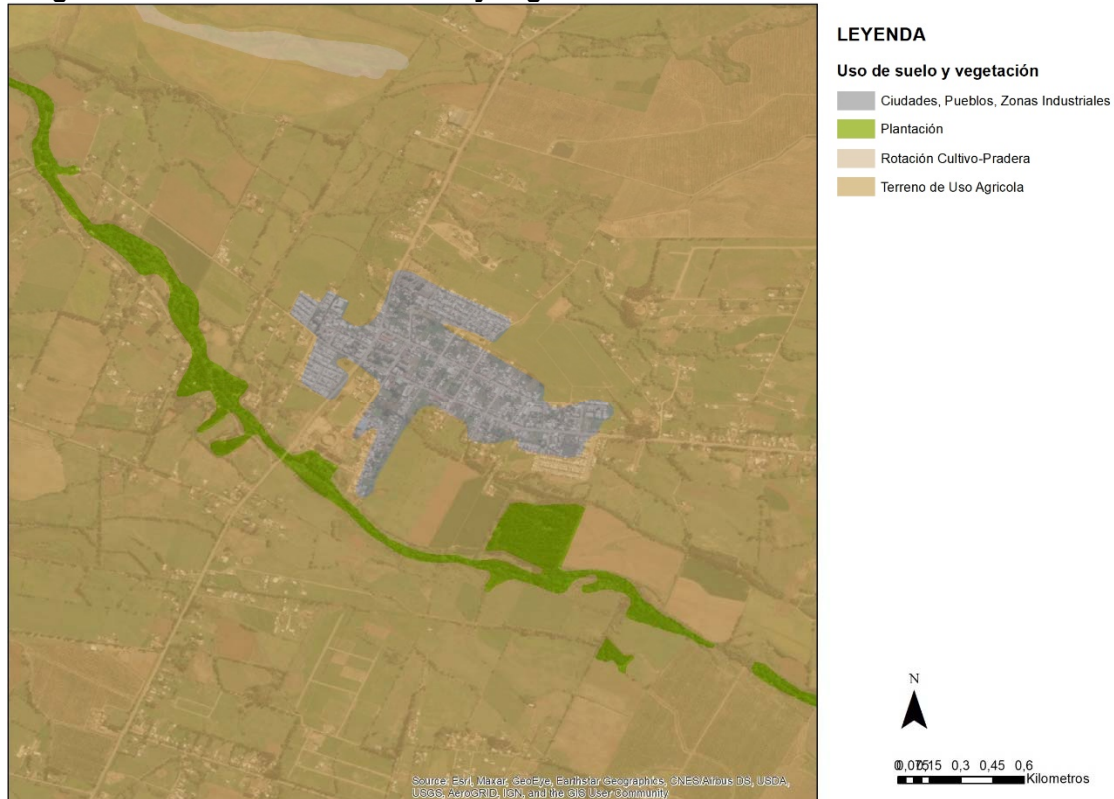 LEYENDA
Uso de suelo y vegetación
Ciudades, Pueblos, Zonas Industriales
Plantación
Rotación Cultivo-Pradera
Terreno de Uso Agricola
N
0,3 0,45 0,6
Kilometros
Source: Esri, Maxar, GeoEye, Earthstar Geographics, CNES/Airbus DS, USDA,
USGS, AeroGRID, IGN, and the GIS User Community